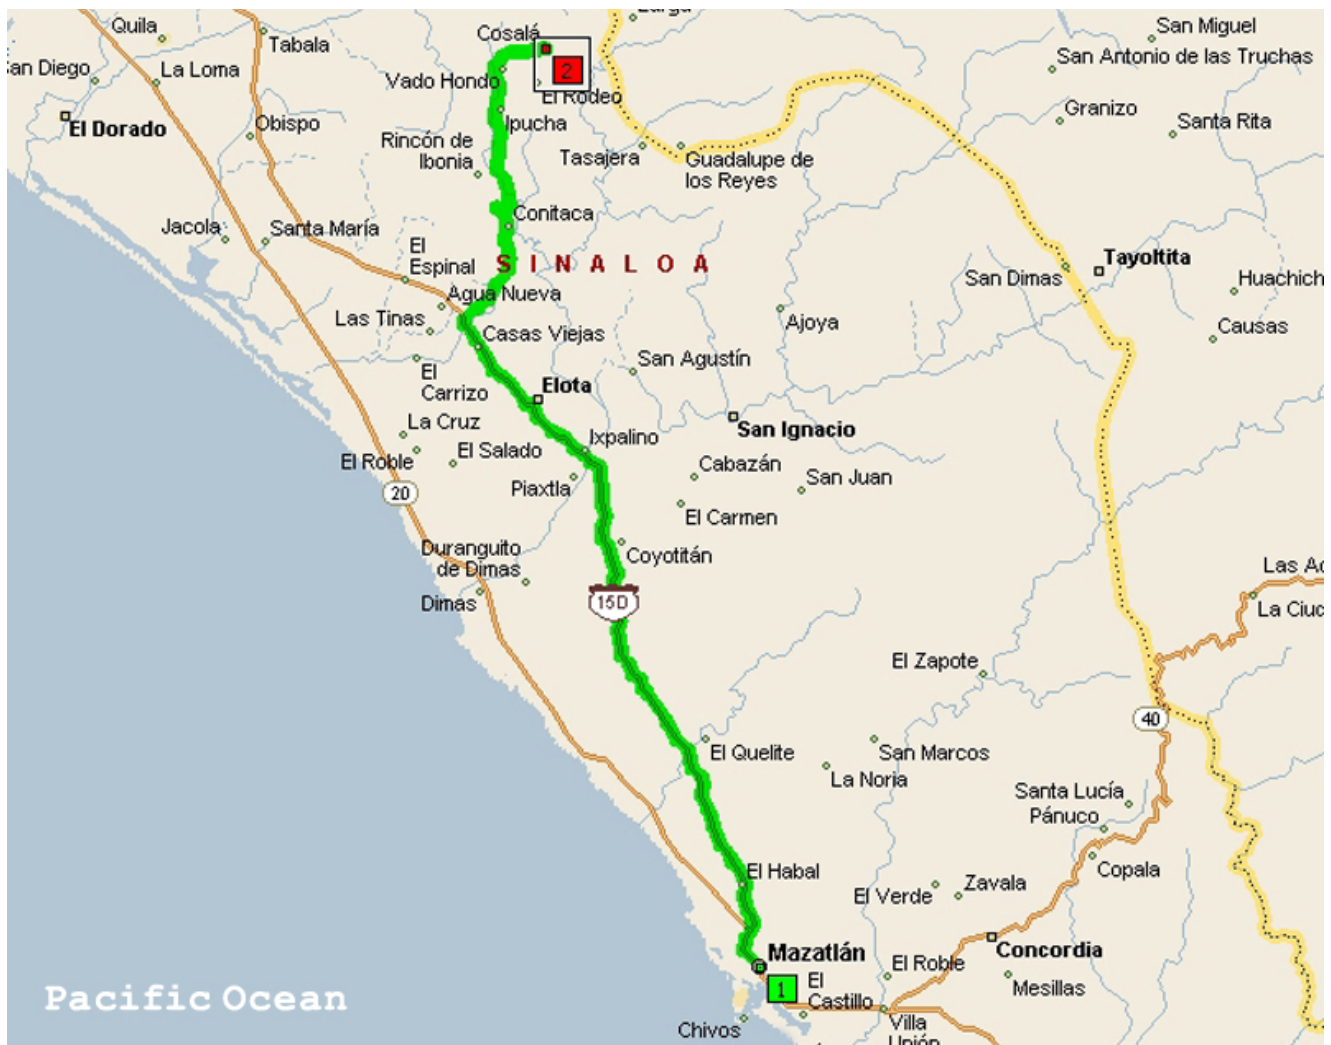 Quila
Tabala
San Miguel
Cosalá
San Antonio de las Truchas
San Diego
La Loma
Vado Hondo
2
El Rodeo
Granizo
El Dorado
Obispo
Ipucha
Santa Rita
Rincón de
Ibonia
Tasajera
Guadalupe de
los Reyes
Jacola
Santa María
Conitaca
El
Espinal
SINALOA
San Dimas
Tayoltita
Huachich
Agua Nueva
Las Tinas
Casas Viejas
Ajoya
Causas
San Agustín
El
Carrizo
Elota
La Cruz
San Ignacio
Ixpalino
El Roble
El Salado
Cabazán
San Juan
20
Piaxtla
El Carmen
Duranguito
de Dimas
Coyotitán
Dimas
15D
La Ciuc
El Zapote
40
El Quelite
San Marcos
La Noria
Santa Lucía
Pánuco
El Habal
Copala
El Verde
Zavala
Mazatlán
Concordia
El Roble
Mesillas
1
El
Castillo
Pacific Ocean
Chivos
Villa
Unión